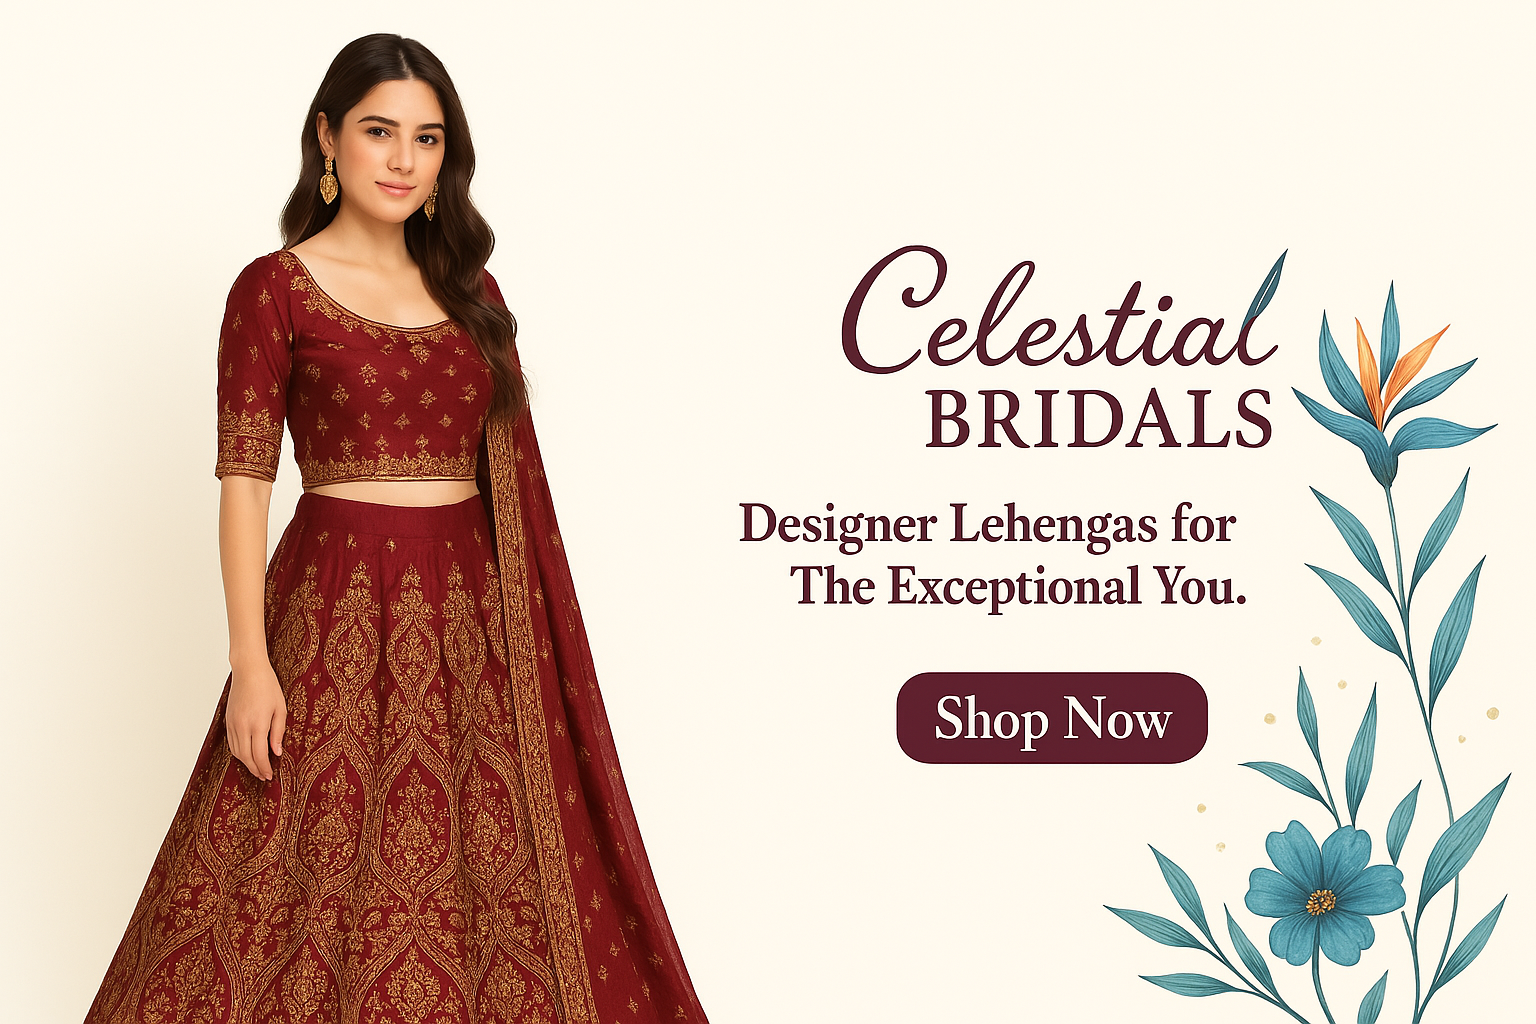 Celestial
BRIDALS
Designer Lehengas for
The Exceptional You.
Shop Now